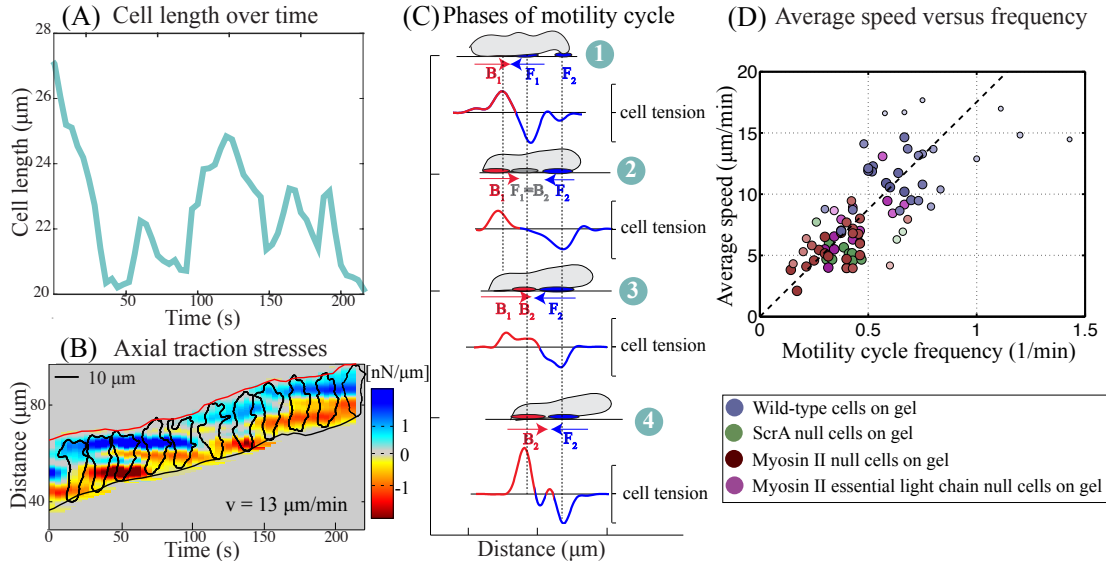 (A) Cell length over time
28
26
24
22
20
Cell length (μm)
0 50 100 150 200
Time (s)
(B) Axial traction stresses
10 μm
[nN/μm]
80
40
Distance (μm)
1
0
-1
v = 13 μm/min
0 50 100 150 200
Time (s)
(C) Phases of motility cycle
1
B1 F1 F2
cell tension
2
B1 F1=B2 F2
cell tension
3
B1 B2 F2
cell tension
4
B2 F2
cell tension
Distance (μm)
(D) Average speed versus frequency
20
15
10
5
0
Average speed (μm/min)
0 0.5 1 1.5
Motility cycle frequency (1/min)
Wild-type cells on gel
ScrA null cells on gel
Myosin II null cells on gel
Myosin II essential light chain null cells on gel